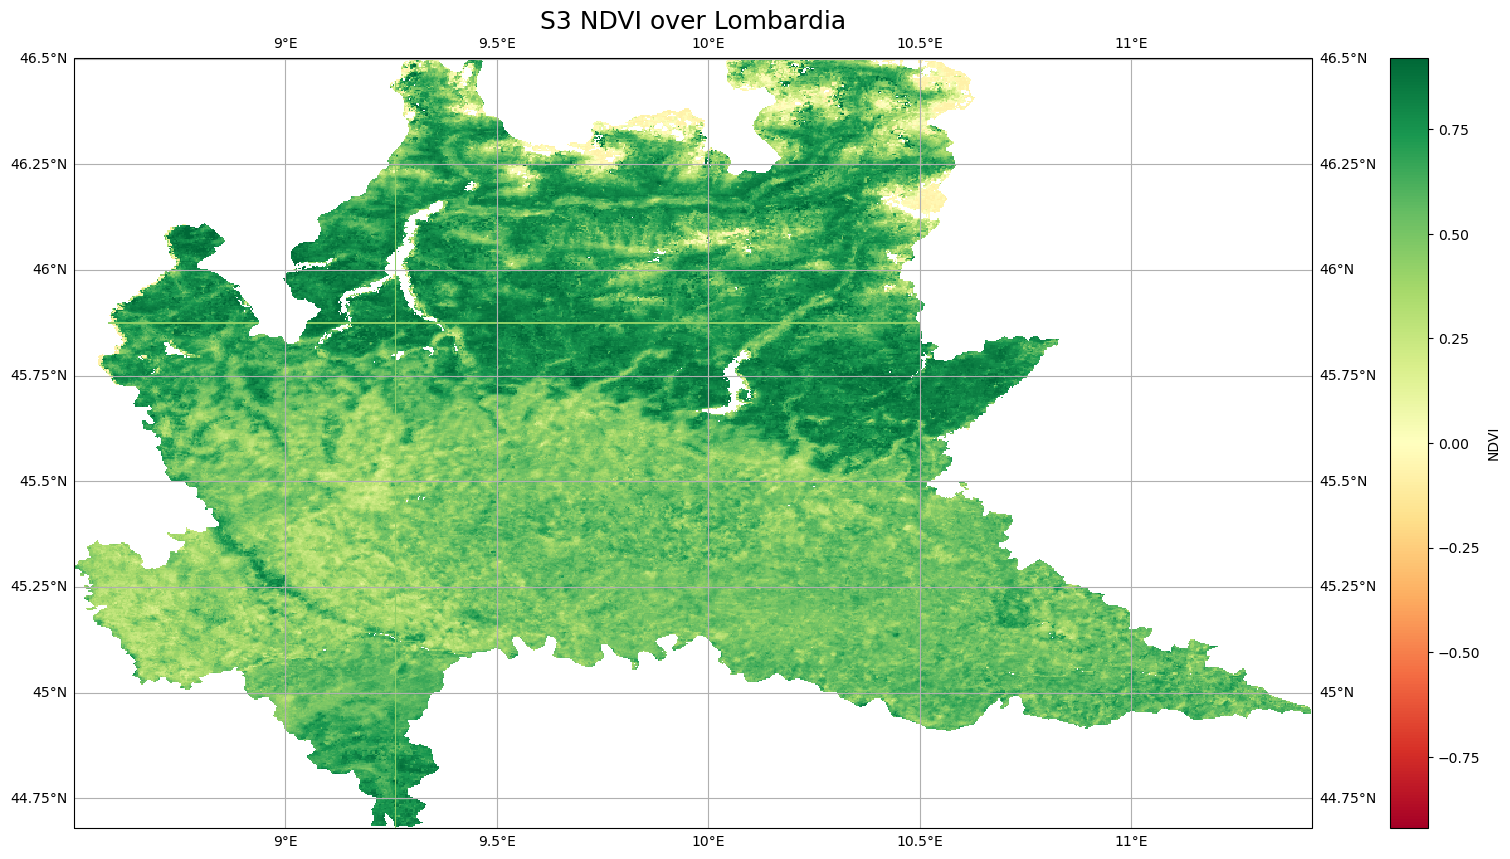 S3 NDVI over Lombardia
9°E 9.5°E 10°E 10.5°E 11°E
46.5°N 46.5°N
46.25°N 46.25°N
46°N 46°N
45.75°N 45.75°N
45.5°N 45.5°N
45.25°N 45.25°N
45°N 45°N
44.75°N 44.75°N
9°E 9.5°E 10°E 10.5°E 11°E
0.75
0.50
0.25
0.00
−0.25
−0.50
−0.75
NDVI